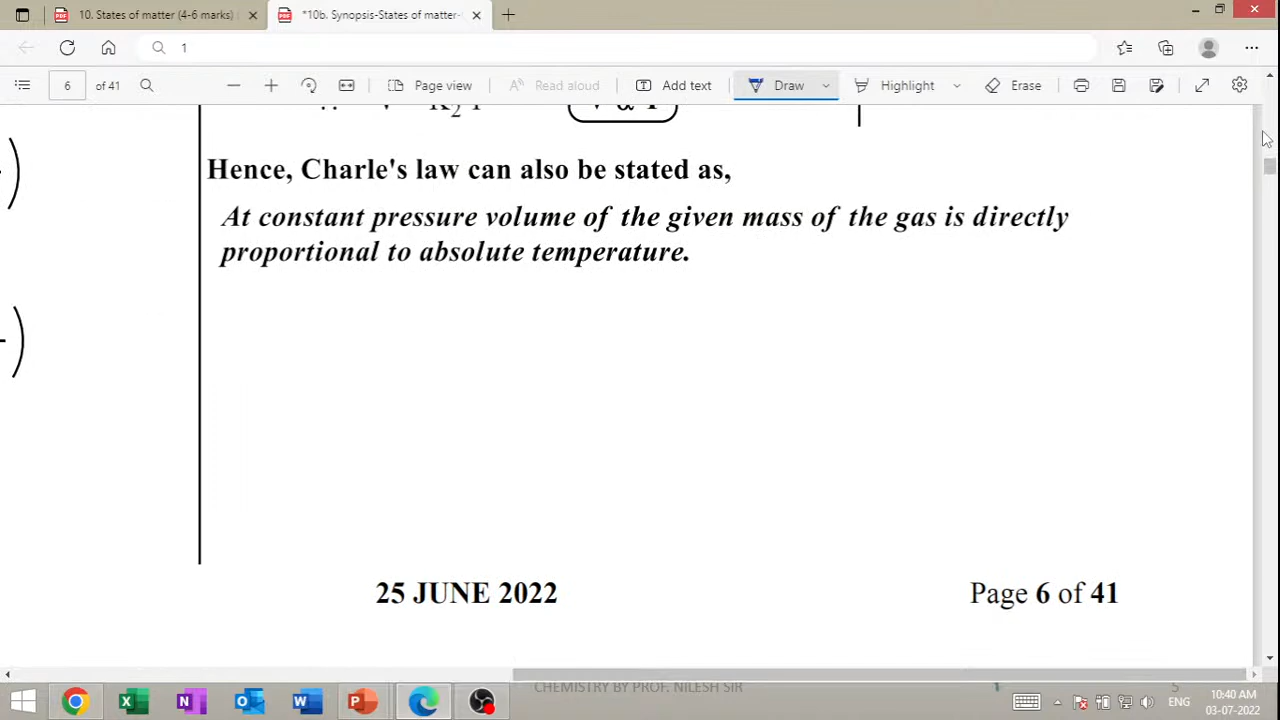 10. States of matter (4-6 marks)
*10b. Synopsis-States of matter-
1
6 of 41
Page view
Read aloud
Add text
Draw
Highlight
Erase
Hence, Charle's law can also be stated as,
At constant pressure volume of the given mass of the gas is directly
proportional to absolute temperature.
25 JUNE 2022
Page 6 of 41
CHEMISTRY BY PROF. NILESH SIR
ENG
10:40 AM
03-07-2022